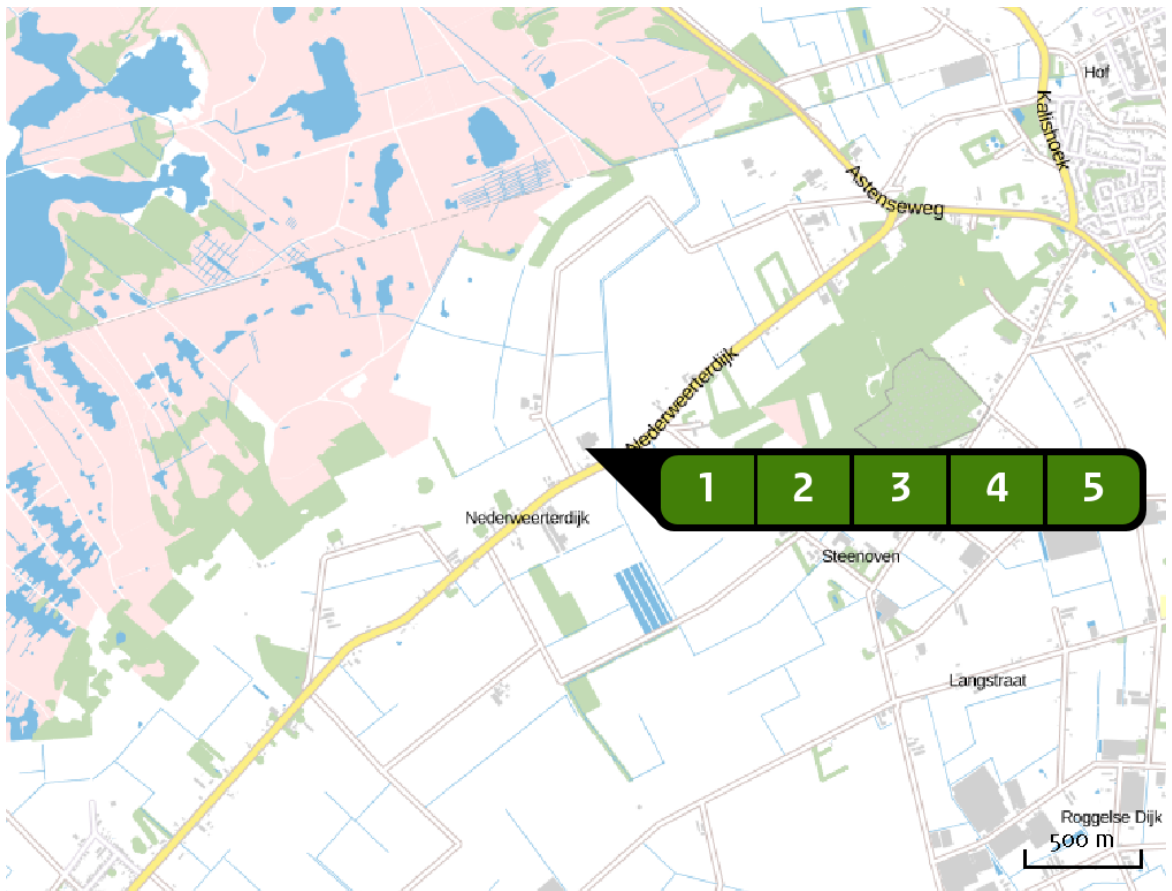 Hof
Kalishoek
Astenseweg
Nederweerterdijk
1 2 3 4 5
Nederweerterdijk
Steenoven
Langstraat
Roggelse Dijk
500 m